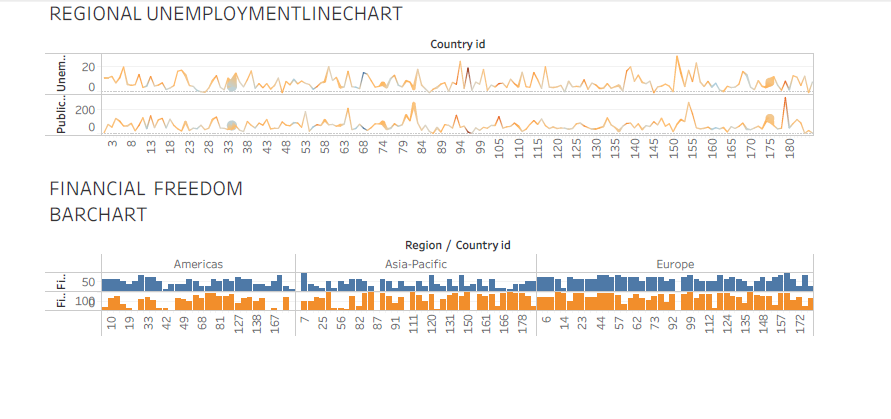 REGIONAL UNEMPLOYMENTLINECHART
Country id
Unem..
20
0
Public..
200
0
3 8 13 18 23 28 33 38 43 48 53 58 63 68 74 79 84 89 94 99 105 110 115 120 125 130 135 140 145 150 155 160 165 170 175 180
FINANCIAL FREEDOM
BARCHART
Region / Country id
Americas Asia-Pacific Europe
Fi..
50
Fi..
100
0
10 19 33 42 49 68 81 127 138 167 7 25 56 82 87 91 111 120 131 150 161 166 178 6 14 23 44 57 62 73 92 99 112 124 135 148 157 172